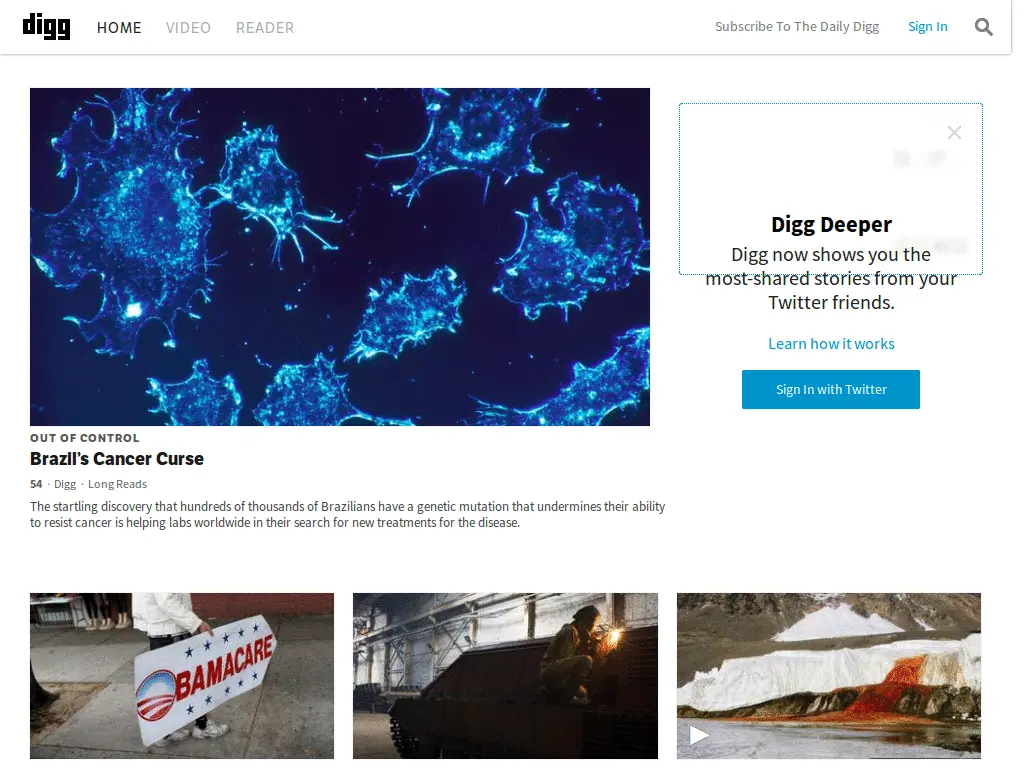 digg
HOME
VIDEO
READER
Subscribe To The Daily Digg
Sign In
Digg Deeper
Digg now shows you the
most-shared stories from your
Twitter friends.
Learn how it works
Sign In with Twitter
OUT OF CONTROL
Brazil's Cancer Curse
54 · Digg · Long Reads
The startling discovery that hundreds of thousands of Brazilians have a genetic mutation that undermines their ability
to resist cancer is helping labs worldwide in their search for new treatments for the disease.
OBAMACARE